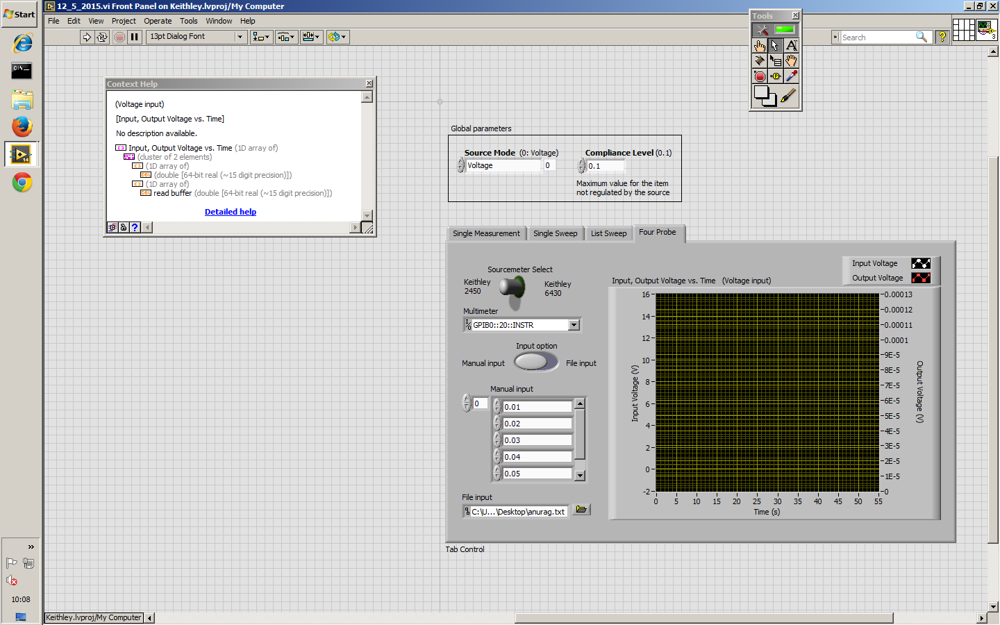 Start
12_5_2015.vi Front Panel on Keithley.lvproj/My Computer
File Edit View Project Operate Tools Window Help
13pt Dialog Font
Search
3
Tools
Context Help
(Voltage input)
[Input, Output Voltage vs. Time]
No description available.
Input, Output Voltage vs. Time (1D array of)
(cluster of 2 elements)
(1D array of)
DBL (double [64-bit real (~15 digit precision)])
(1D array of)
DBL read buffer (double [64-bit real (~15 digit precision)])
Detailed help
Global parameters
Source Mode (0: Voltage)
Voltage 0
Compliance Level (0.1)
0.1
Maximum value for the item
not regulated by the source
Single Measurement Single Sweep List Sweep Four Probe
Sourcemeter Select
Keithley
2450
Keithley
6430
Multimeter
GPIB0::20::INSTR
Input option
Manual input File input
Manual input
0
0.01
0.02
0.03
0.04
0.05
File input
C:\U...\Desktop\anurag.txt
Input Voltage
Output Voltage
Input, Output Voltage vs. Time (Voltage input)
Input Voltage (V)
16
14
12
10
8
6
4
2
0
-2
0.00013
0.00012
0.00011
0.0001
9E-5
8E-5
7E-5
6E-5
5E-5
4E-5
3E-5
2E-5
1E-5
0
Output Voltage (V)
0 5 10 15 20 25 30 35 40 45 50 55
Time (s)
Tab Control
10:08
Keithley.lvproj/My Computer